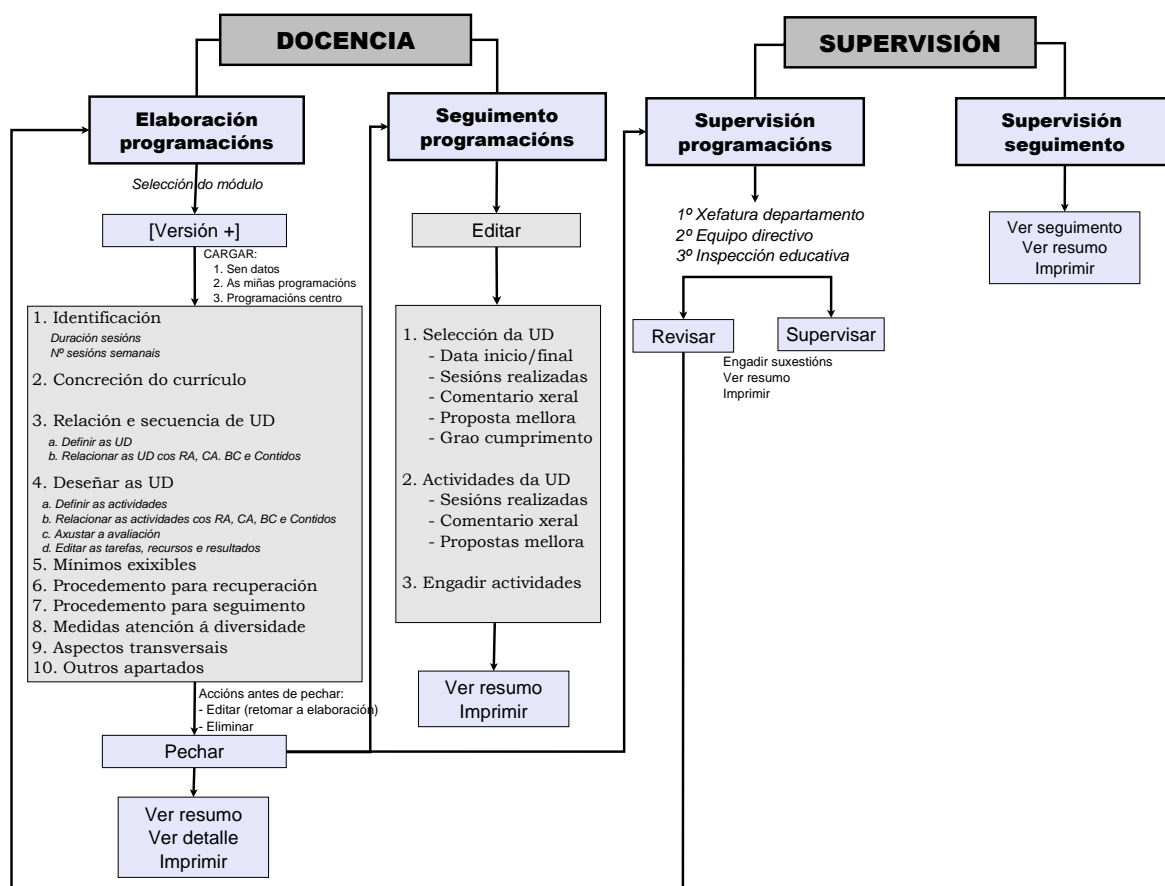 DOCENCIA
Elaboración
programacións
Selección do módulo
[Versión +]
CARGAR:
1. Sen datos
2. As miñas programacións
3. Programacións centro
1. Identificación
Duración sesións
Nº sesións semanais
2. Concreción do currículo
3. Relación e secuencia de UD
a. Definir as UD
b. Relacionar as UD cos RA, CA. BC e Contidos
4. Deseñar as UD
a. Definir as actividades
b. Relacionar as actividades cos RA, CA, BC e Contidos
c. Axustar a avaliación
d. Editar as tarefas, recursos e resultados
5. Mínimos exixibles
6. Procedemento para recuperación
7. Procedemento para seguimento
8. Medidas atención á diversidade
9. Aspectos transversais
10. Outros apartados
Accións antes de pechar:
- Editar (retomar a elaboración)
- Eliminar
Pechar
Ver resumo
Ver detalle
Imprimir
Seguimento
programacións
Editar
1. Selección da UD
- Data inicio/final
- Sesións realizadas
- Comentario xeral
- Proposta mellora
- Grao cumprimento
2. Actividades da UD
- Sesións realizadas
- Comentario xeral
- Propostas mellora
3. Engadir actividades
Ver resumo
Imprimir
SUPERVISIÓN
Supervisión
programacións
1º Xefatura departamento
2º Equipo directivo
3º Inspección educativa
Revisar
Supervisar
Engadir suxestións
Ver resumo
Imprimir
Supervisión
seguimento
Ver seguimento
Ver resumo
Imprimir